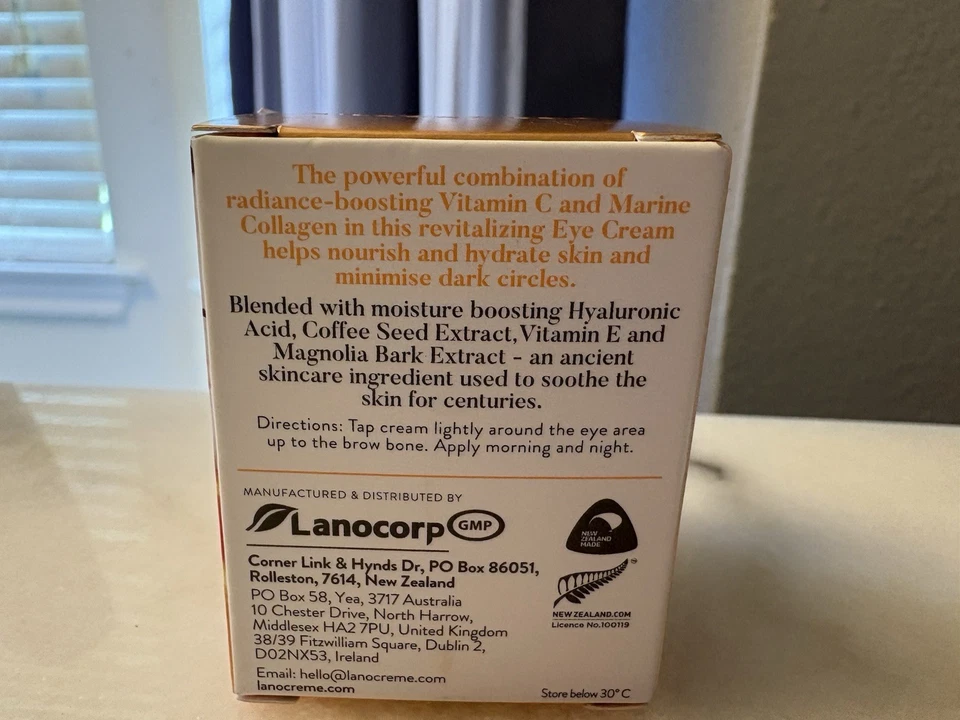 The powerful combination of
radiance-boosting Vitamin C and Marine
Collagen in this revitalizing Eye Cream
helps nourish and hydrate skin and
minimise dark circles.
Blended with moisture boosting Hyaluronic
Acid, Coffee Seed Extract, Vitamin E and
Magnolia Bark Extract - an ancient
skincare ingredient used to soothe the
skin for centuries.
Directions: Tap cream lightly around the eye area
up to the brow bone. Apply morning and night.
MANUFACTURED & DISTRIBUTED BY
Lanocorp GMP
Corner Link & Hynds Dr, PO Box 86051,
Rolleston, 7614, New Zealand
PO Box 58, Yea, 3717 Australia
10 Chester Drive, North Harrow,
Middlesex HA2 7PU, United Kingdom
38/39 Fitzwilliam Square, Dublin 2,
D02NX53, Ireland
Email: hello@lanocreme.com
lanocreme.com
NEW
ZEALAND
MADE
TM
NEWZEALAND.COM
Licence No.100119
Store below 30° C